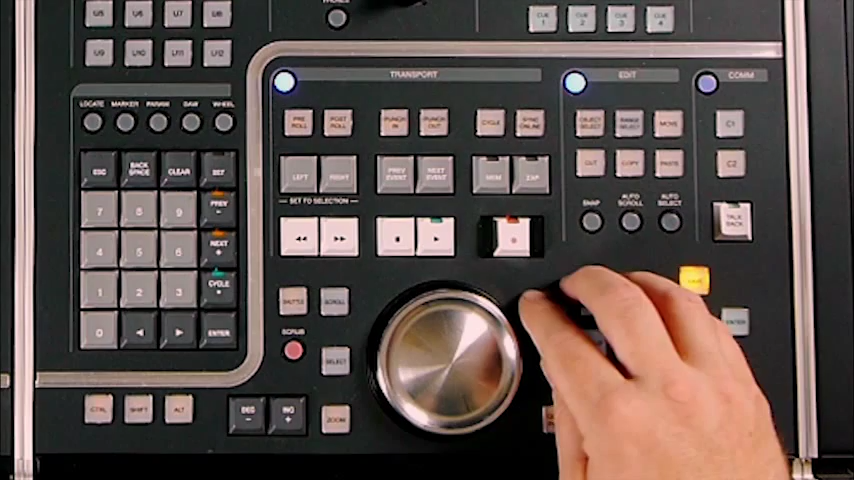 U5 U6 U7 U8
CUE 1 CUE 2 CUE 3 CUE 4
U9 U10 U11 U12
TRANSPORT EDIT COMM
LOCATE MARKER PARAM DAW WHEEL
PRE ROLL POST ROLL PUNCH IN PUNCH OUT CYCLE SYNC ONLINE OBJECT SELECT RANGE SELECT MOVE C1
ESC BACK SPACE CLEAR SET
LEFT RIGHT PREV EVENT NEXT EVENT MEM EXP CUT COPY PASTE C2
SET TO SELECTION
7 8 9 PREV -
SNAP AUTO SCROLL AUTO SELECT TALK BACK
4 5 6 NEXT +
1 2 3 CYCLE
SHUTTLE SCROLL
0 ENTER
SCRUB
SELECT
ENTER
CTRL SHIFT ALT DEC - INC + ZOOM